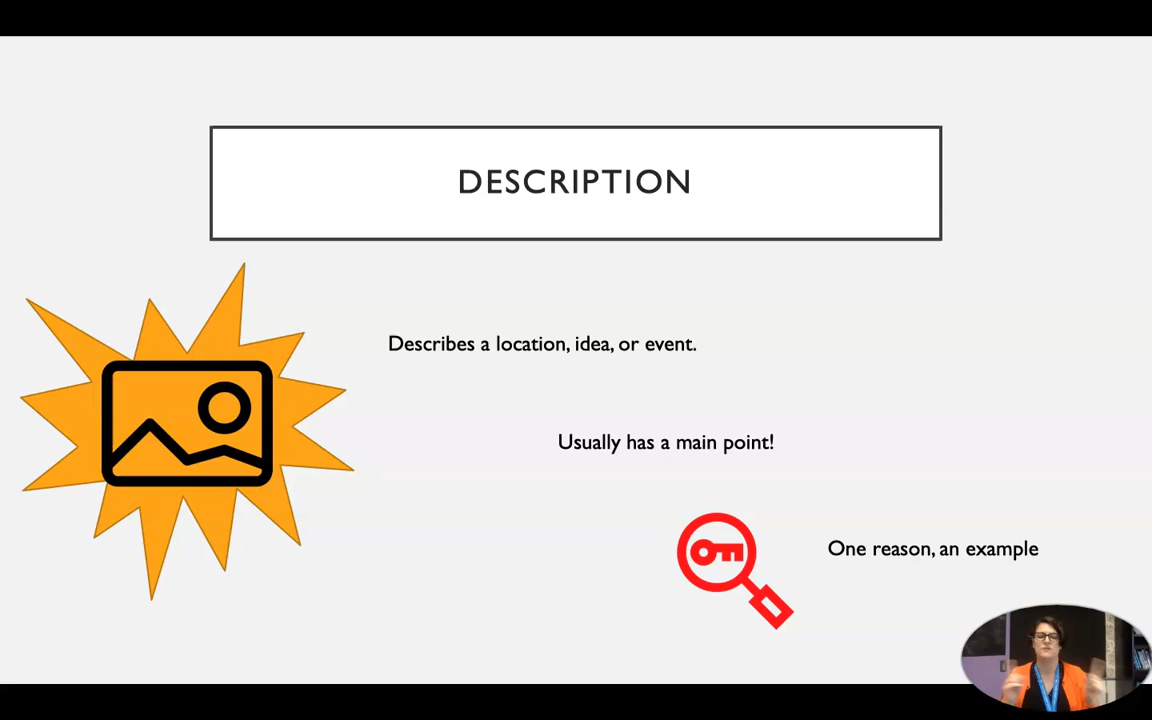 DESCRIPTION
Describes a location, idea, or event.
Usually has a main point!
One reason, an example